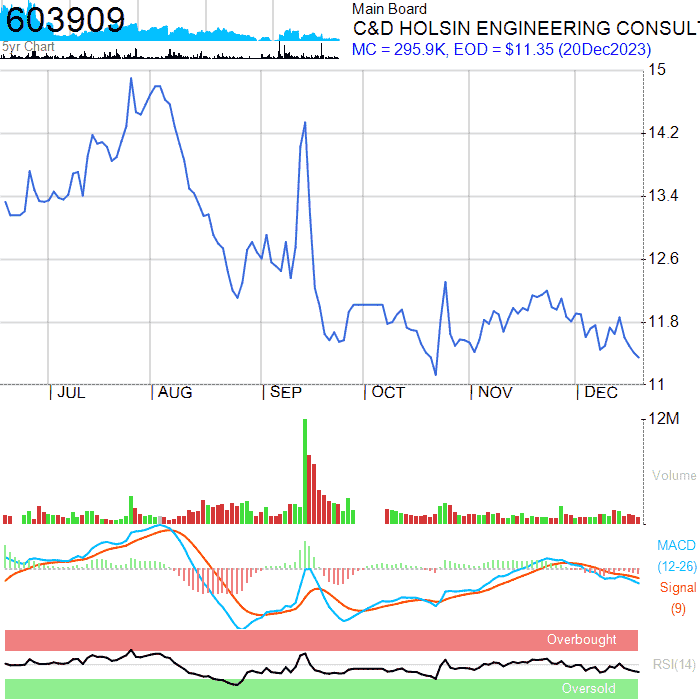 603909
5yr Chart
Main Board
C&D HOLSIN ENGINEERING CONSUL
MC = 295.9K, EOD = $11.35 (20Dec2023)
15
14.2
13.4
12.6
11.8
11
JUL
AUG
SEP
OCT
NOV
DEC
12M
Volume
MACD
(12-26)
Signal
(9)
Overbought
RSI(14)
Oversold